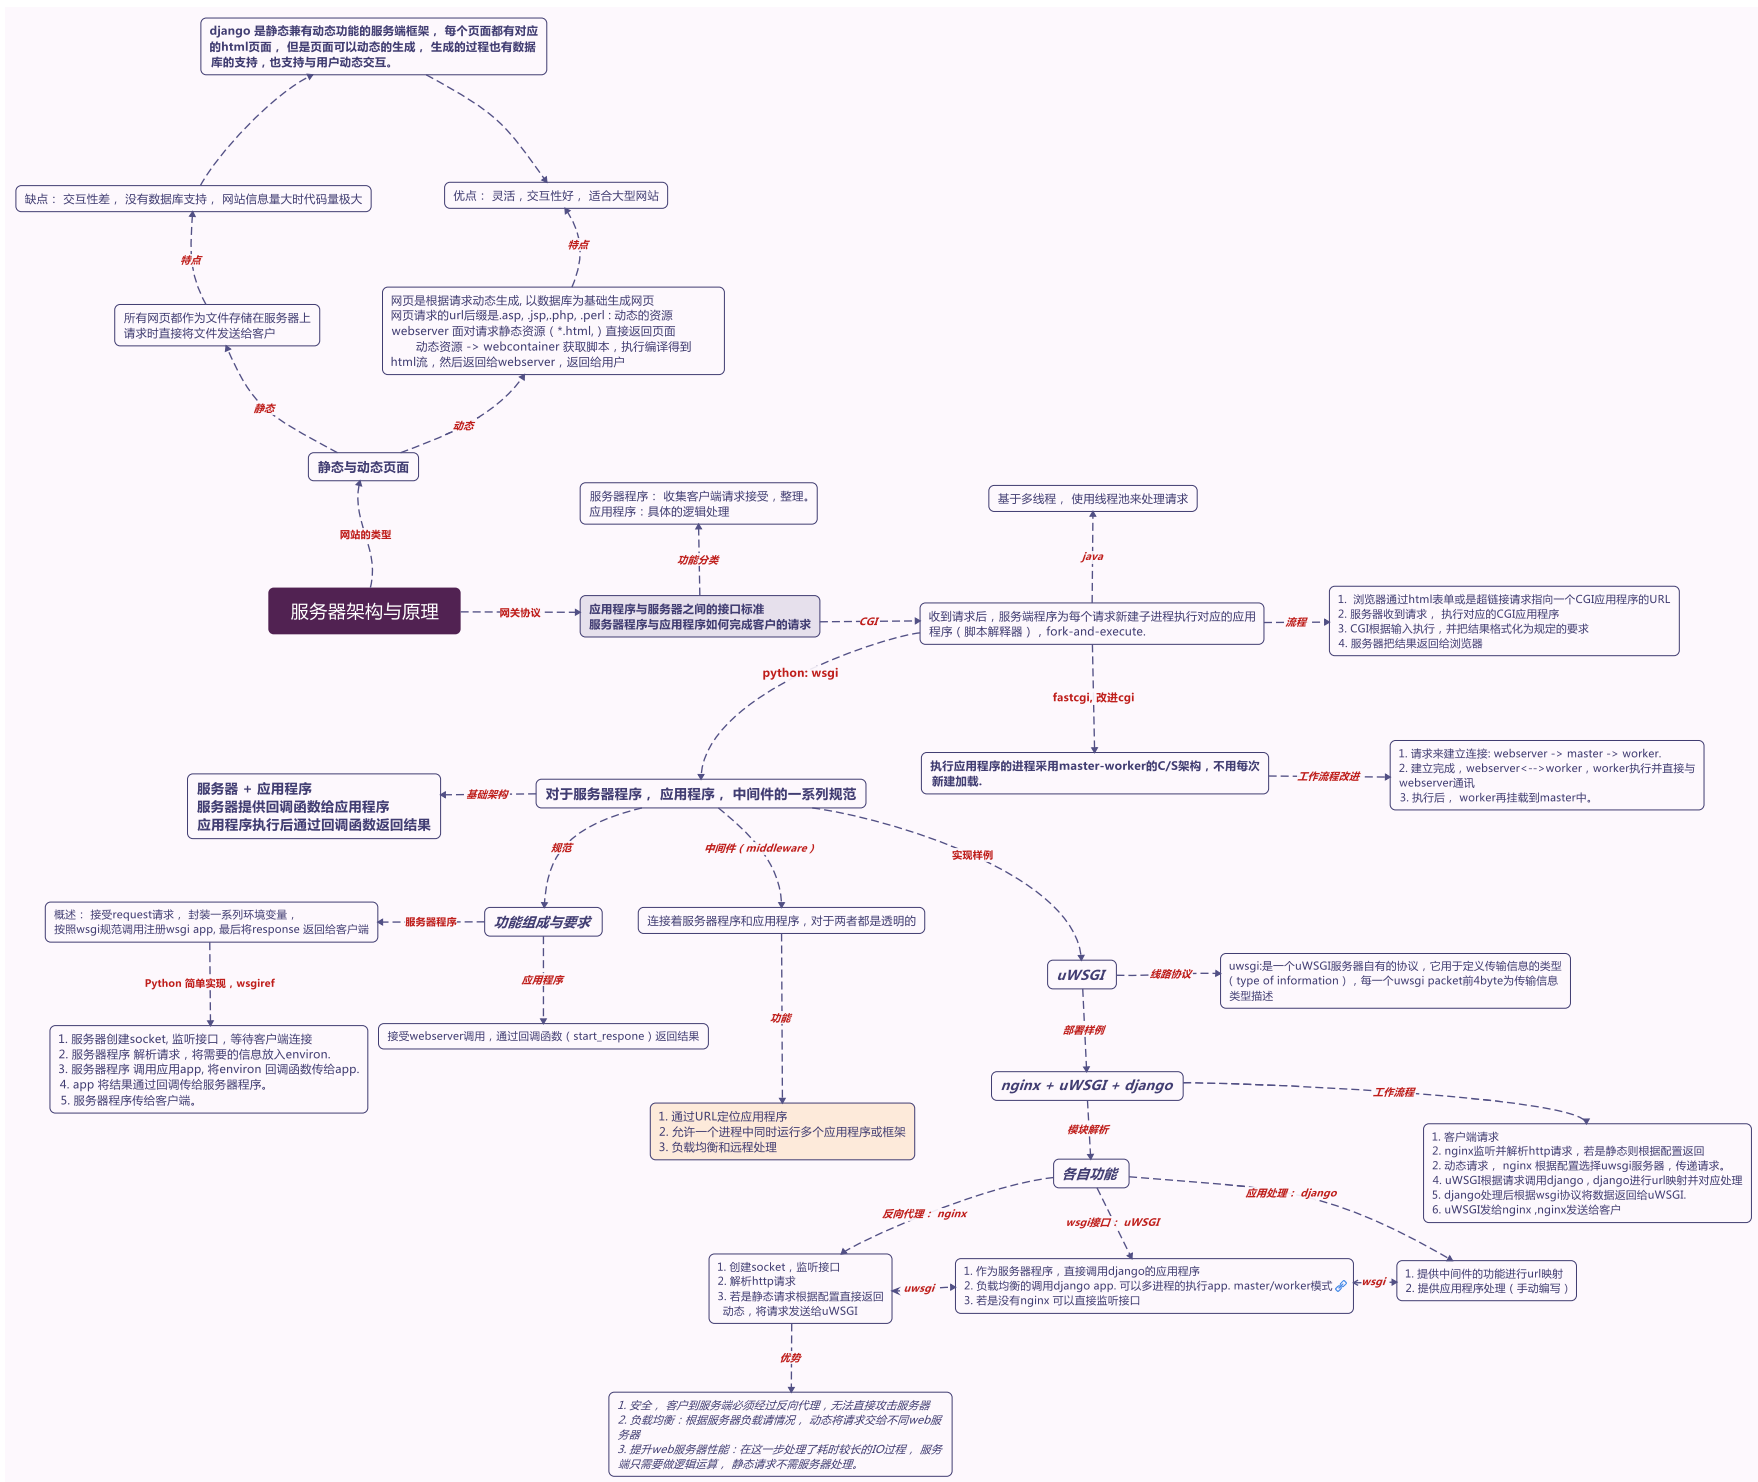 django 是静态兼有动态功能的服务端框架， 每个页面都有对应
的html页面， 但是页面可以动态的生成， 生成的过程也有数据
库的支持，也支持与用户动态交互。
缺点： 交互性差， 没有数据库支持， 网站信息量大时代码量极大
优点： 灵活，交互性好， 适合大型网站
特点
特点
所有网页都作为文件存储在服务器上
请求时直接将文件发送给客户
网页是根据请求动态生成, 以数据库为基础生成网页
网页请求的url后缀是.asp, .jsp,.php, .perl : 动态的资源
webserver 面对请求静态资源（ *.html, ）直接返回页面
动态资源 -> webcontainer 获取脚本，执行编译得到
html流，然后返回给webserver，返回给用户
静态
动态
静态与动态页面
网站的类型
服务器架构与原理
网关协议
服务器程序： 收集客户端请求接受，整理。
应用程序：具体的逻辑处理
功能分类
应用程序与服务器之间的接口标准
服务器程序与应用程序如何完成客户的请求
CGI
基于多线程， 使用线程池来处理请求
java
收到请求后，服务端程序为每个请求新建子进程执行对应的应用
程序（脚本解释器），fork-and-execute.
流程
1. 浏览器通过html表单或是超链接请求指向一个CGI应用程序的URL
2. 服务器收到请求， 执行对应的CGI应用程序
3. CGI根据输入执行，并把结果格式化为规定的要求
4. 服务器把结果返回给浏览器
python: wsgi
fastcgi, 改进cgi
执行应用程序的进程采用master-worker的C/S架构，不用每次
新建加载.
工作流程改进
1. 请求来建立连接: webserver -> master -> worker.
2. 建立完成，webserver<-->worker，worker执行并直接与
webserver通讯
3. 执行后， worker再挂载到master中。
服务器 + 应用程序
服务器提供回调函数给应用程序
应用程序执行后通过回调函数返回结果
基础架构
对于服务器程序， 应用程序， 中间件的一系列规范
规范
中间件（middleware）
实现样例
概述： 接受request请求， 封装一系列环境变量，
按照wsgi规范调用注册wsgi app, 最后将response 返回给客户端
服务器程序
功能组成与要求
连接着服务器程序和应用程序，对于两者都是透明的
Python 简单实现，wsgiref
应用程序
功能
uWSGI
线路协议
uwsgi:是一个uWSGI服务器自有的协议，它用于定义传输信息的类型
( type of information ) ，每一个uwsgi packet前4byte为传输信息
类型描述
1. 服务器创建socket, 监听接口，等待客户端连接
2. 服务器程序 解析请求，将需要的信息放入environ.
3. 服务器程序 调用应用app, 将environ 回调函数传给app.
4. app 将结果通过回调传给服务器程序。
5. 服务器程序传给客户端。
接受webserver调用，通过回调函数（start_respone）返回结果
部署样例
nginx + uWSGI + django
工作流程
1. 通过URL定位应用程序
2. 允许一个进程中同时运行多个应用程序或框架
3. 负载均衡和远程处理
模块解析
各自功能
1. 客户端请求
2. nginx监听并解析http请求，若是静态则根据配置返回
2. 动态请求， nginx 根据配置选择uwsgi服务器，传递请求。
4. uWSGI根据请求调用django , django进行url映射并对应处理
5. django处理后根据wsgi协议将数据返回给uWSGI.
6. uWSGI发给nginx ,nginx发送给客户
反向代理： nginx
wsgi接口： uWSGI
应用处理： django
1. 创建socket，监听接口
2. 解析http请求
3. 若是静态请求根据配置直接返回
动态，将请求发送给uWSGI
uwsgi
1. 作为服务器程序，直接调用django的应用程序
2. 负载均衡的调用django app. 可以多进程的执行app. master/worker模式
3. 若是没有nginx 可以直接监听接口
wsgi
1. 提供中间件的功能进行url映射
2. 提供应用程序处理（手动编写）
优势
1. 安全， 客户到服务端必须经过反向代理，无法直接攻击服务器
2. 负载均衡：根据服务器负载请情况， 动态将请求交给不同web服
务器
3. 提升web服务器性能：在这一步处理了耗时较长的IO过程， 服务
端只需要做逻辑运算， 静态请求不需服务器处理。